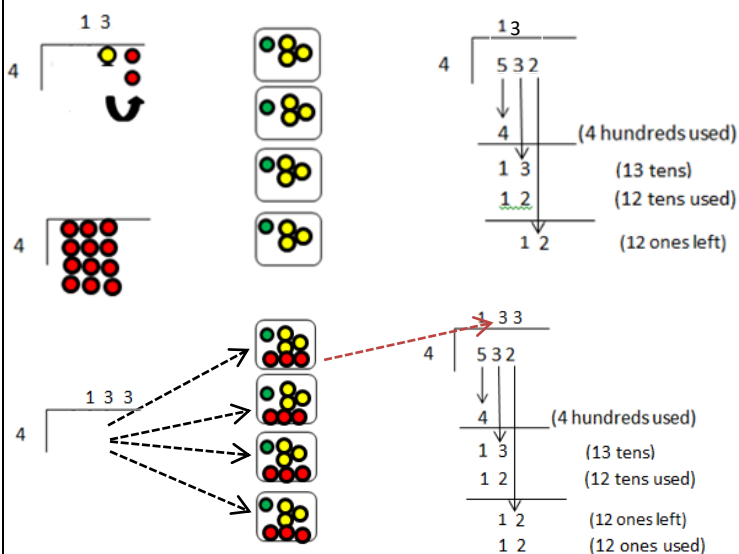 1 3
4
4
1 3
4 5 3 2
4 (4 hundreds used)
1 3 (13 tens)
1 2 (12 tens used)
1 2 (12 ones left)
1 3 3
4
1 3 3
4 5 3 2
4 (4 hundreds used)
1 3 (13 tens)
1 2 (12 tens used)
1 2 (12 ones left)
1 2 (12 ones used)